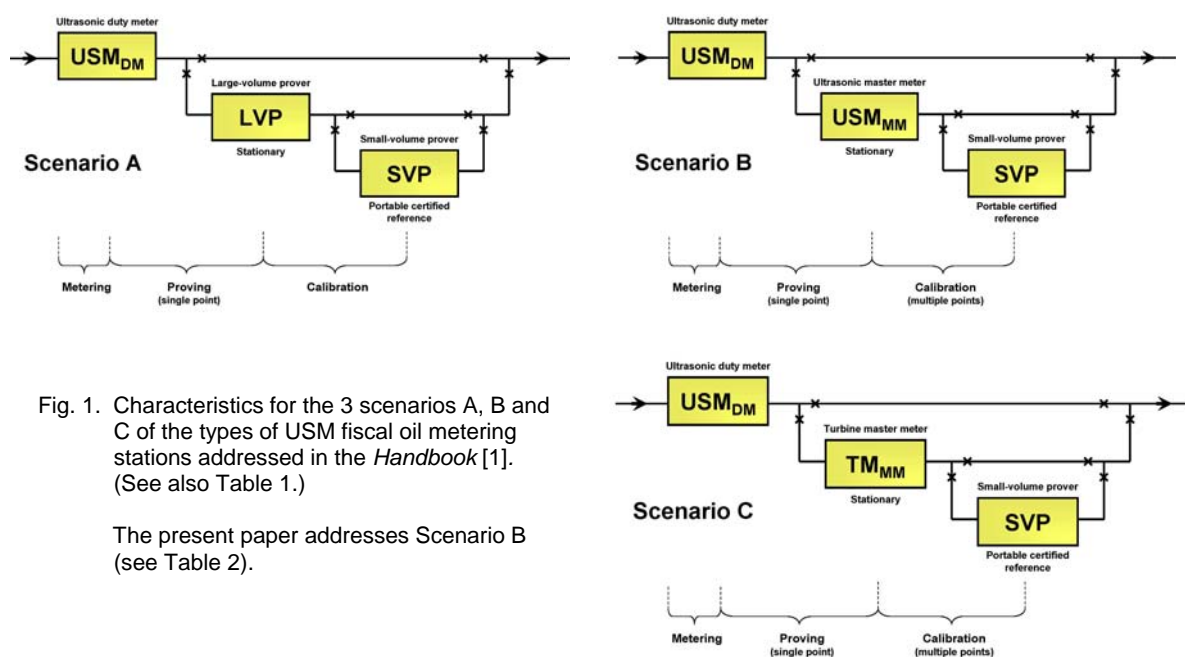 Ultrasonic duty meter
USM_DM
Large-volume prover
LVP
Stationary
Small-volume prover
SVP
Portable certified
reference
Scenario A
Metering
Proving
(single point)
Calibration
Ultrasonic duty meter
USM_DM
Ultrasonic master meter
USM_MM
Stationary
Small-volume prover
SVP
Portable certified
reference
Scenario B
Metering
Proving
(single point)
Calibration
(multiple points)
Fig. 1. Characteristics for the 3 scenarios A, B and
C of the types of USM fiscal oil metering
stations addressed in the Handbook [1].
(See also Table 1.)
The present paper addresses Scenario B
(see Table 2).
Ultrasonic duty meter
USM_DM
Turbine master meter
TM_MM
Stationary
Small-volume prover
SVP
Portable certified
reference
Scenario C
Metering
Proving
(single point)
Calibration
(multiple points)